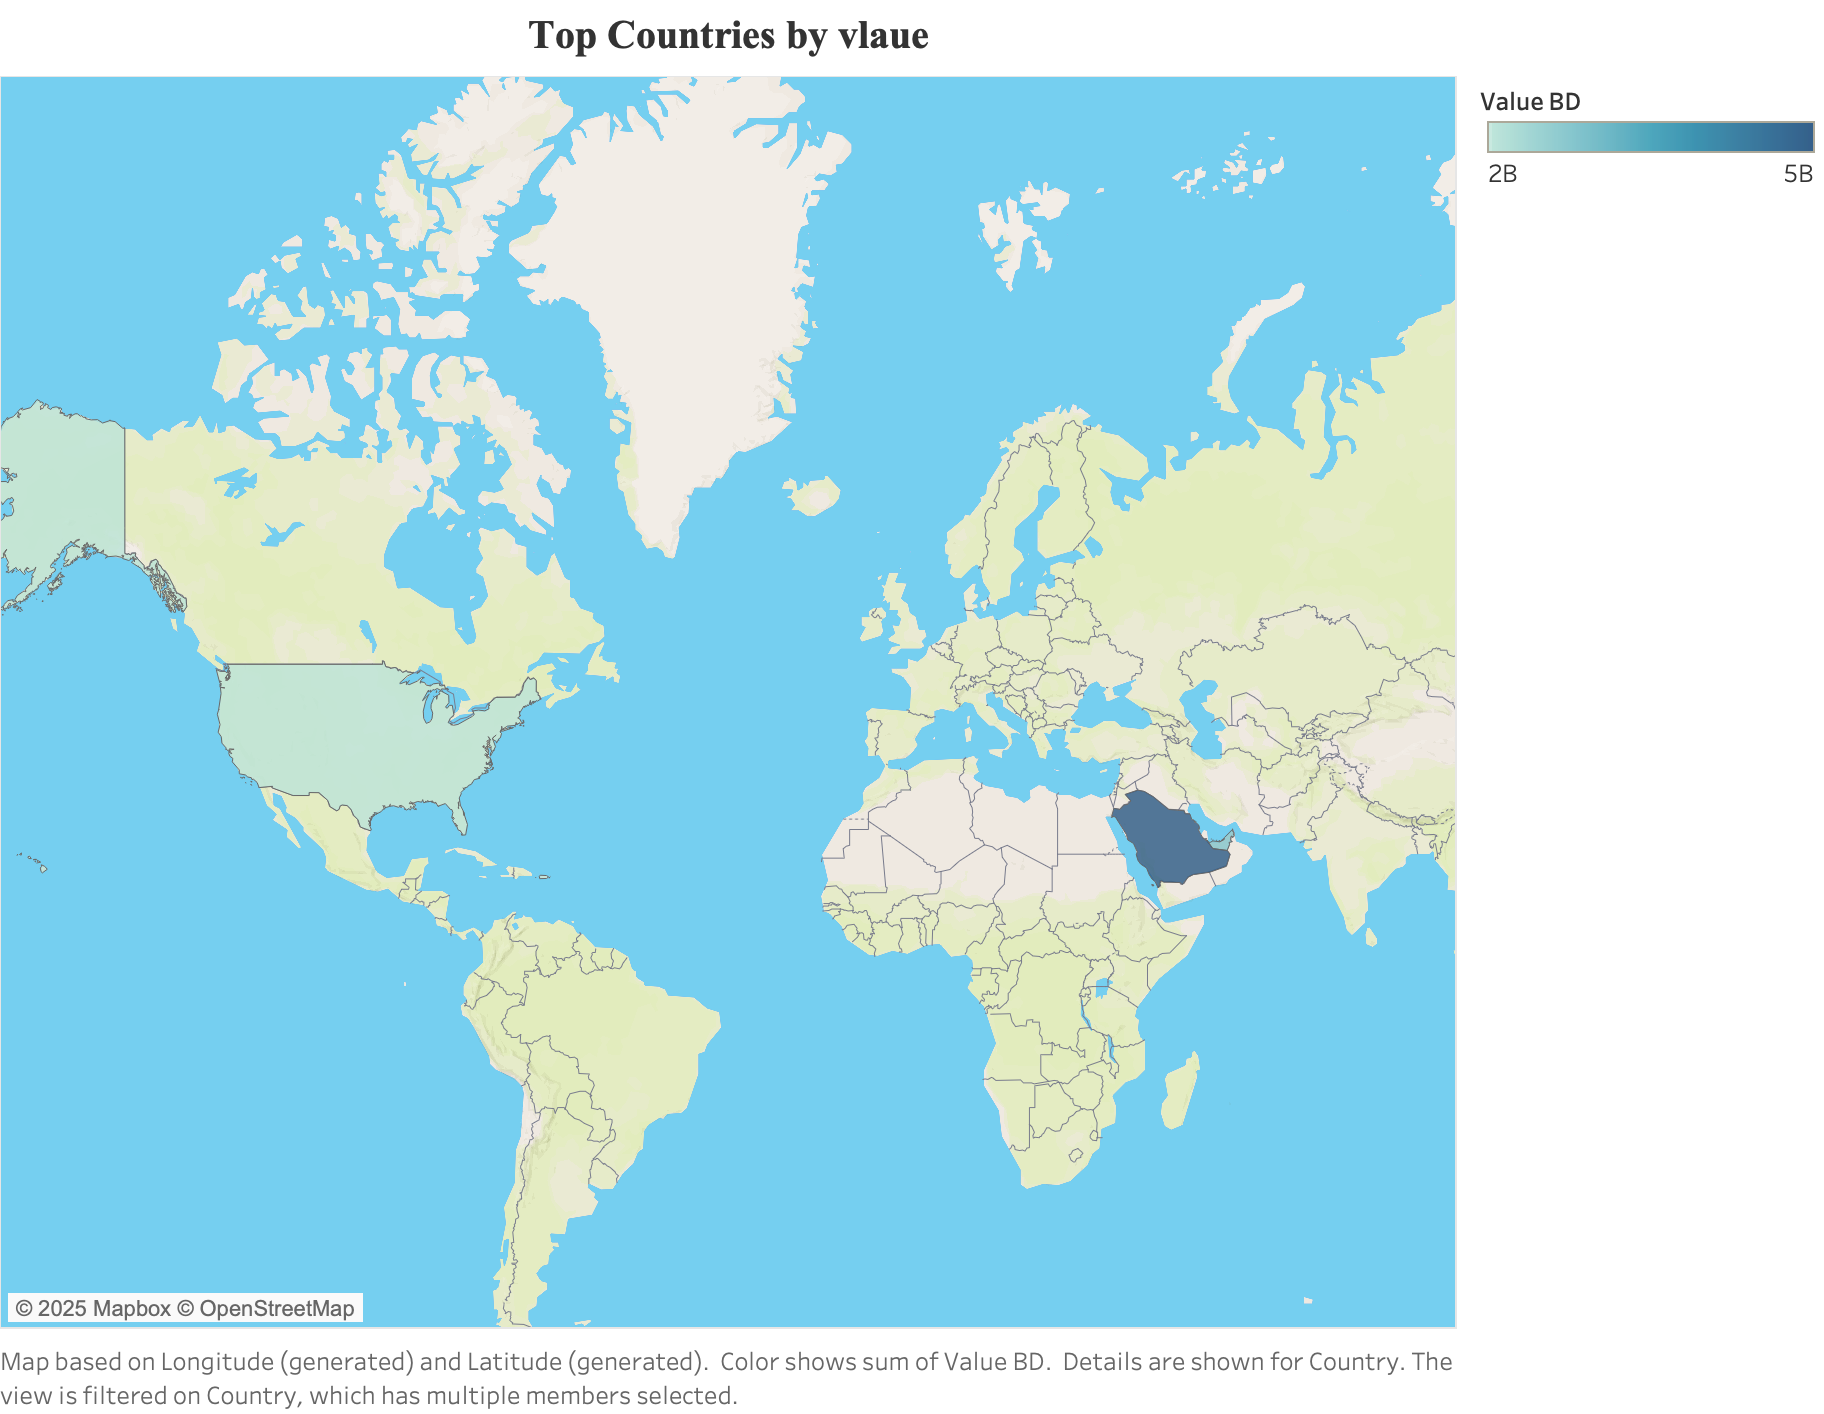 Top Countries by vlaue
Value BD
2B 5B
© 2025 Mapbox © OpenStreetMap
Map based on Longitude (generated) and Latitude (generated).  Color shows sum of Value BD.  Details are shown for Country. The
view is filtered on Country, which has multiple members selected.